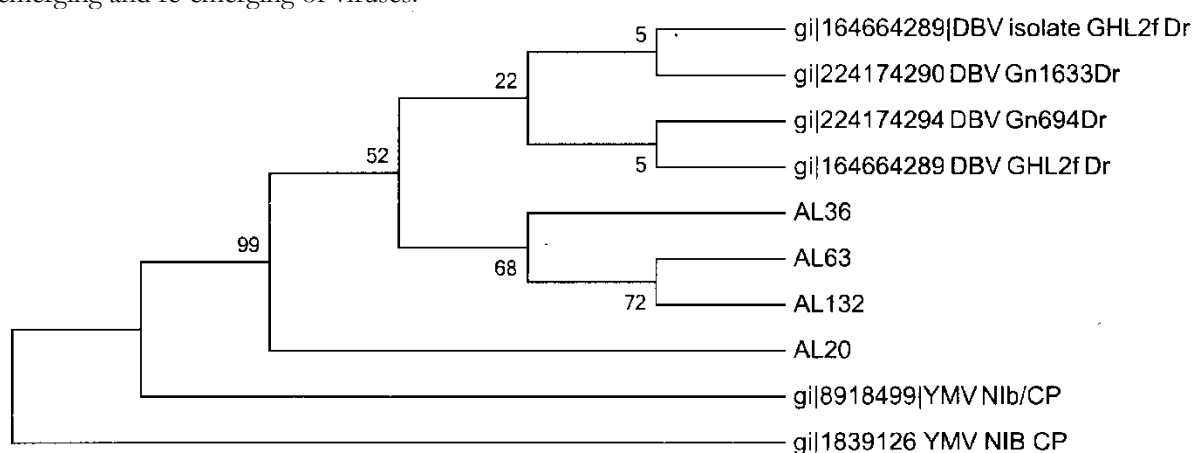 emerging and re-emerging of viruses.
5
gi|164664289|DBV isolate GHL2f Dr
gi|224174290 DBV Gn1633Dr
22
gi|224174294 DBV Gn694Dr
5
gi|164664289 DBV GHL2f Dr
52
AL36
99
AL63
68
72
AL132
AL20
gi|8918499|YMV NIb/CP
gi|1839126 YMV NIB CP